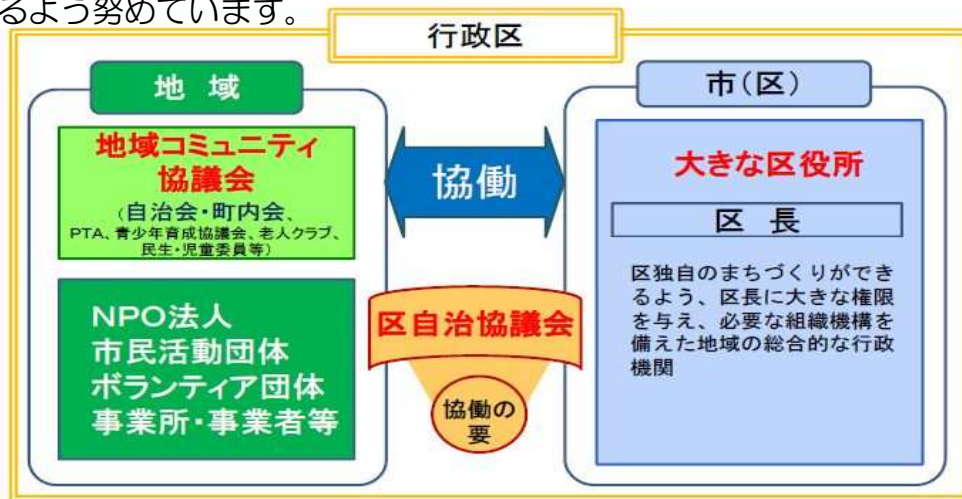 るよう努めています。
行政区
地 域
地域コミュニティ
協議会
（自治会・町内会、
PTA、青少年育成協議会、老人クラブ、
民生・児童委員等）
NPO法人
市民活動団体
ボランティア団体
事業所・事業者等
協働
区自治協議会
協働の
要
市（区）
大きな区役所
区 長
区独自のまちづくりができ
るよう、区長に大きな権限
を与え、必要な組織機構を
備えた地域の総合的な行政
機関